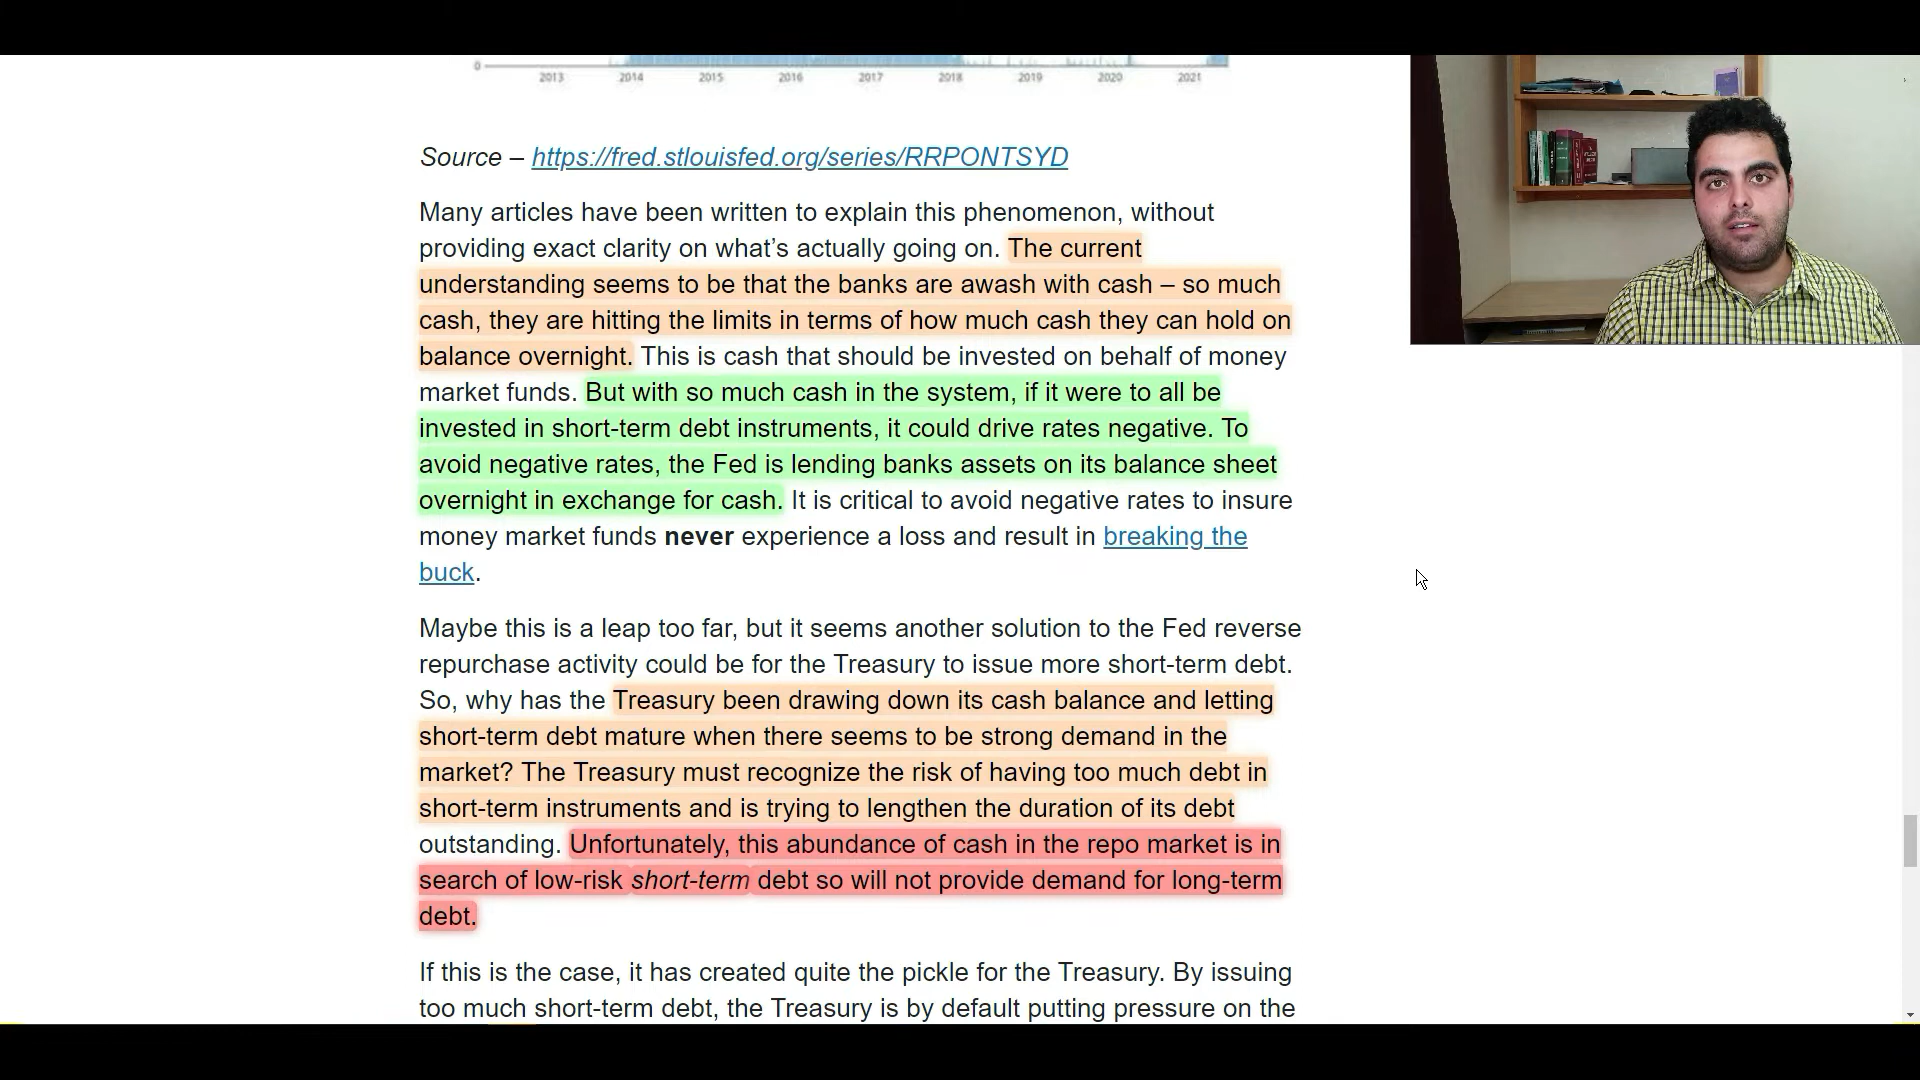 0
2013 2014 2015 2016 2017 2018 2019 2020 2021
Source – https://fred.stlouisfed.org/series/RRPONTSYD
Many articles have been written to explain this phenomenon, without
providing exact clarity on what’s actually going on. The current
understanding seems to be that the banks are awash with cash – so much
cash, they are hitting the limits in terms of how much cash they can hold on
balance overnight. This is cash that should be invested on behalf of money
market funds. But with so much cash in the system, if it were to all be
invested in short-term debt instruments, it could drive rates negative. To
avoid negative rates, the Fed is lending banks assets on its balance sheet
overnight in exchange for cash. It is critical to avoid negative rates to insure
money market funds never experience a loss and result in breaking the
buck.
Maybe this is a leap too far, but it seems another solution to the Fed reverse
repurchase activity could be for the Treasury to issue more short-term debt.
So, why has the Treasury been drawing down its cash balance and letting
short-term debt mature when there seems to be strong demand in the
market? The Treasury must recognize the risk of having too much debt in
short-term instruments and is trying to lengthen the duration of its debt
outstanding. Unfortunately, this abundance of cash in the repo market is in
search of low-risk short-term debt so will not provide demand for long-term
debt.
If this is the case, it has created quite the pickle for the Treasury. By issuing
too much short-term debt, the Treasury is by default putting pressure on the